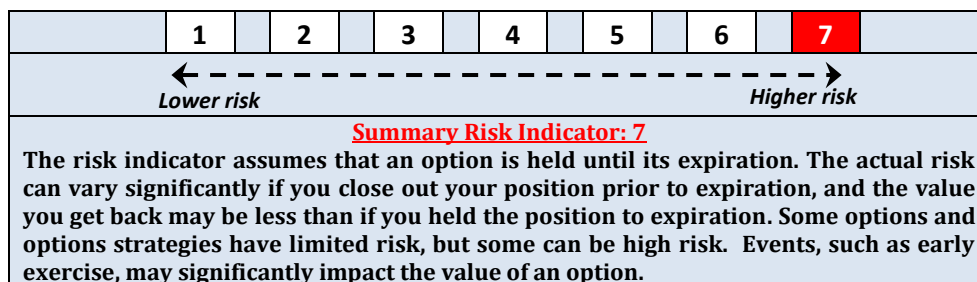 1 2 3 4 5 6 7
Lower risk Higher risk
Summary Risk Indicator: 7
The risk indicator assumes that an option is held until its expiration. The actual risk
can vary significantly if you close out your position prior to expiration, and the value
you get back may be less than if you held the position to expiration. Some options and
options strategies have limited risk, but some can be high risk. Events, such as early
exercise, may significantly impact the value of an option.